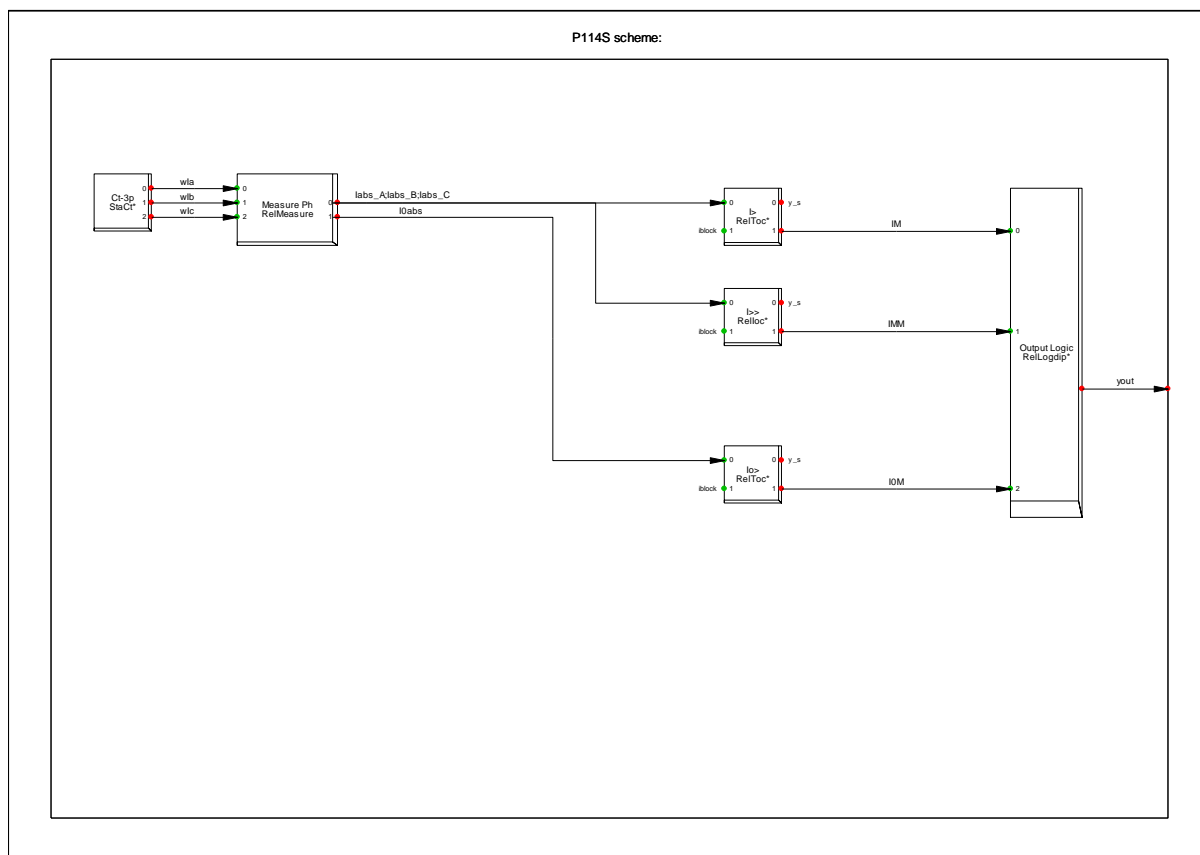 P114S scheme:
Ct-3p
StaCt*
0
1
2
wIa
wIb
wIc
0
1
2
Measure Ph
RelMeasure
0
1
Iabs_A;Iabs_B;Iabs_C
I0abs
0
iblock
1
I>
RelToc*
0
1
y_s
IM
0
iblock
1
I>>
RelIoc*
0
1
y_s
IMM
0
iblock
1
Io>
RelToc*
0
1
y_s
I0M
0
1
2
Output Logic
RelLogdip*
yout